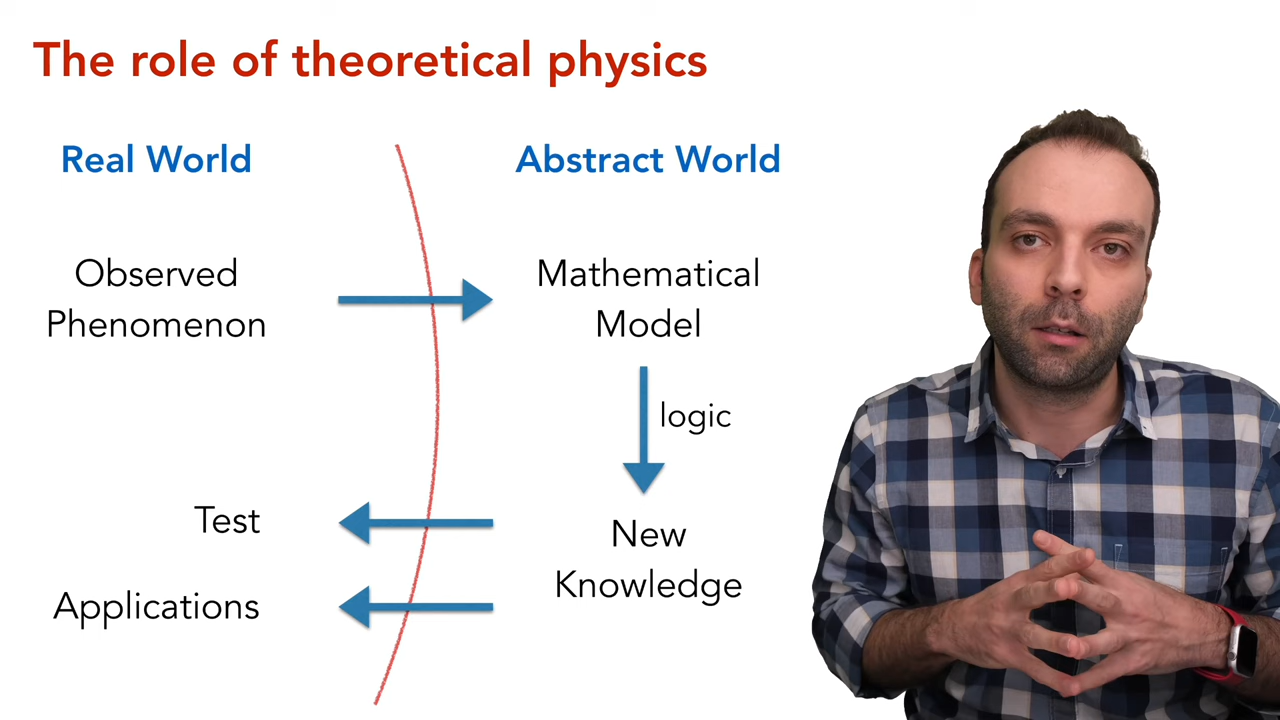 The role of theoretical physics
Real World
Abstract World
Observed
Phenomenon
Mathematical
Model
logic
Test
New
Knowledge
Applications